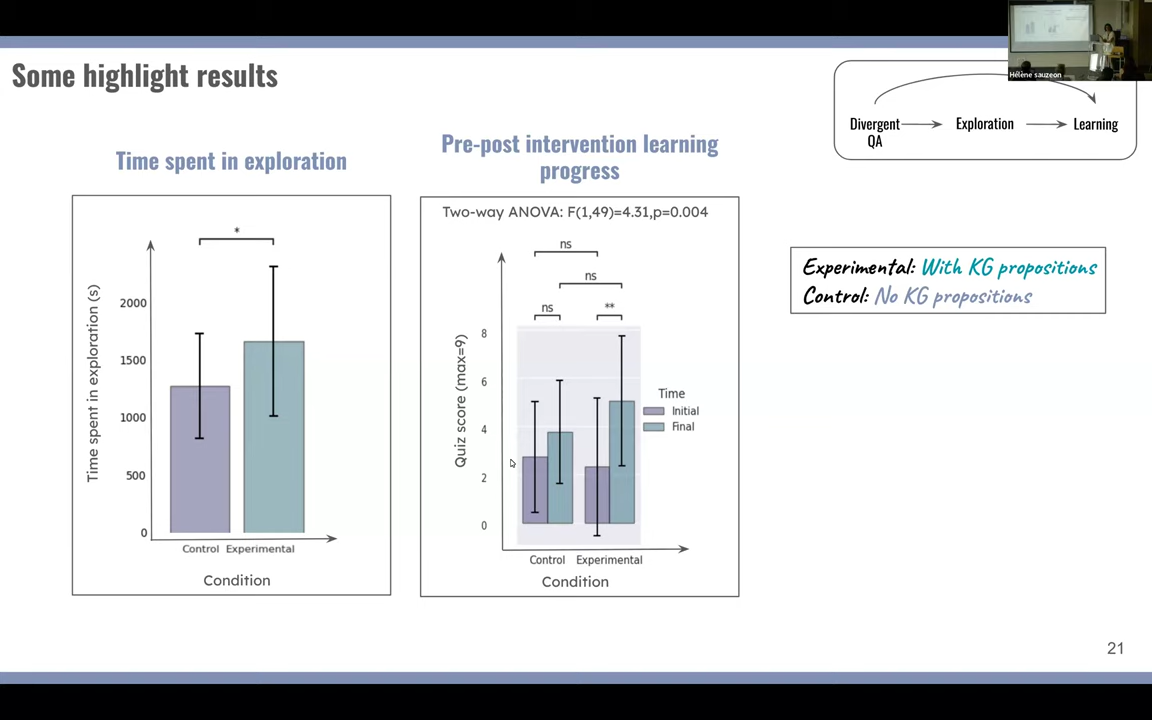 Some highlight results
Hélène sauzeon
Divergent
QA
Exploration
Learning
Time spent in exploration
Pre-post intervention learning
progress
Time spent in exploration (s)
*
2000
1500
1000
500
0
Control Experimental
Condition
Two-way ANOVA: F(1,49)=4.31,p=0.004
Quiz score (max=9)
ns
ns
ns
**
8
6
4
2
0
Time
Initial
Final
Control Experimental
Condition
Experimental: With KG propositions
Control: No KG propositions
21